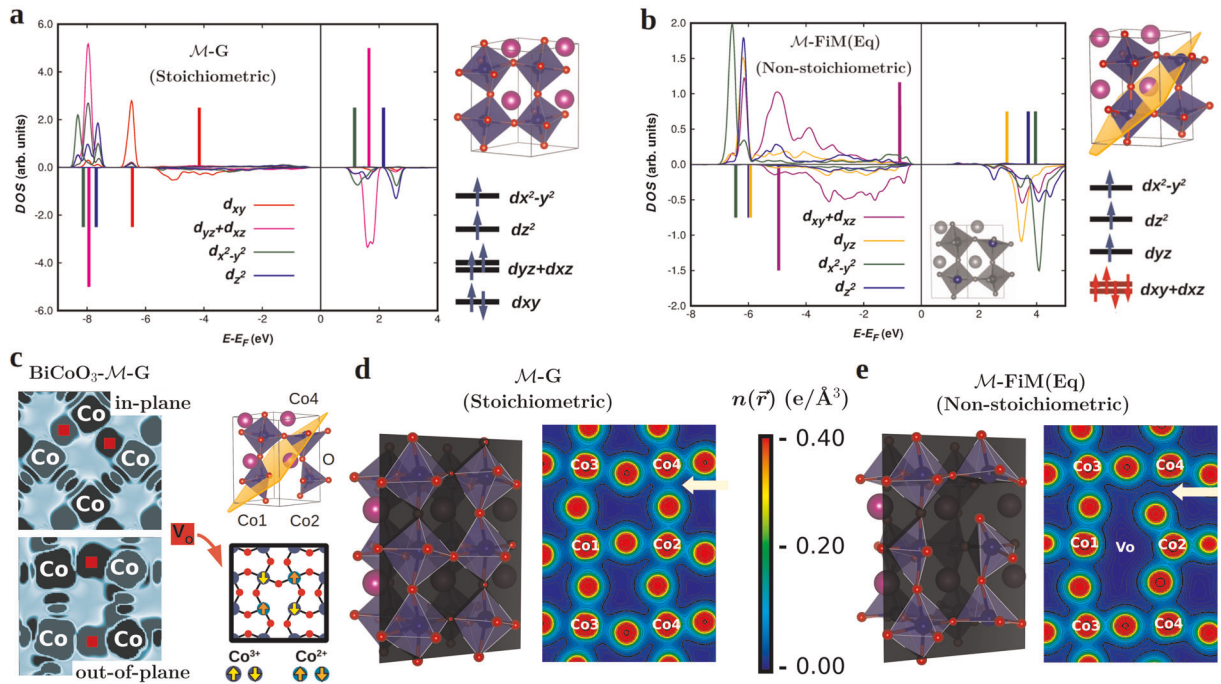 a
6.0
4.0
2.0
0.0
-2.0
-4.0
-6.0
DOS (arb. units)
ℳ-G
(Stoichiometric)
d_xy
d_yz+d_xz
d_x²-y²
d_z²
-8
-6
-4
-2
0
2
4
E-E_F (eV)
dx²-y²
dz²
dyz+dxz
dxy
b
2.0
1.5
1.0
0.5
0.0
-0.5
-1.0
-1.5
2.0
DOS (arb. units)
ℳ-FiM(Eq)
(Non-stoichiometric)
d_xy+d_xz
d_yz
d_x²-y²
d_z²
-8
-6
-4
-2
0
2
4
E-E_F (eV)
dx²-y²
dz²
dyz
dxy+dxz
c
BiCoO₃-ℳ-G
in-plane
Co
Co
Co
Co
Co
Co
Co
out-of-plane
V_o
Co4
O
Co1
Co2
Co³⁺
Co²⁺
d
ℳ-G
(Stoichiometric)
Co3
Co4
Co1
Co2
Co3
Co4
n(r⃗) (e/Å³)
0.40
0.20
0.00
e
ℳ-FiM(Eq)
(Non-stoichiometric)
Co3
Co4
Co1
Vo
Co2
Co3
Co4